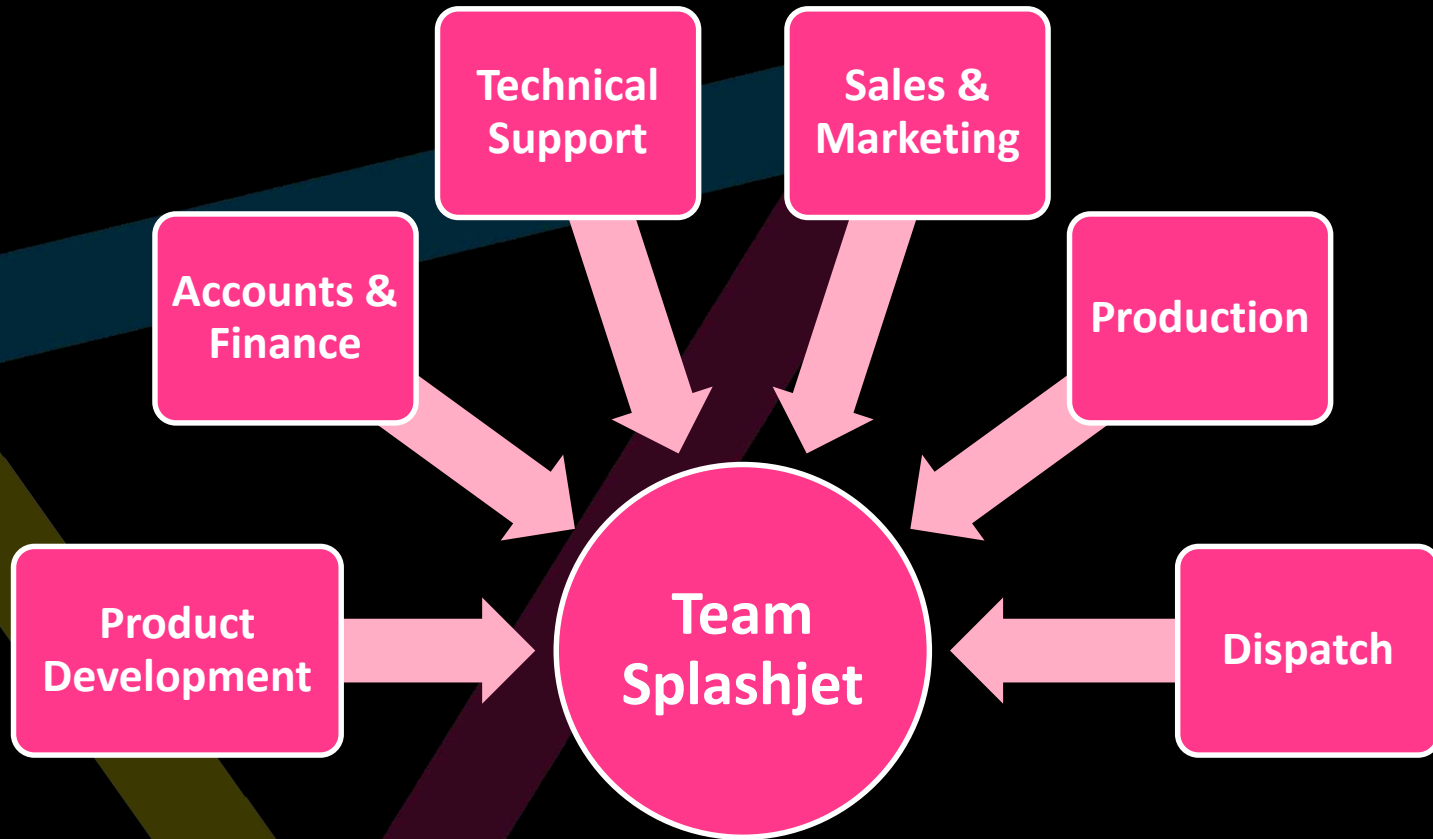 Technical
Support
Sales &
Marketing
Accounts &
Finance
Production
Product
Development
Team
Splashjet
Dispatch